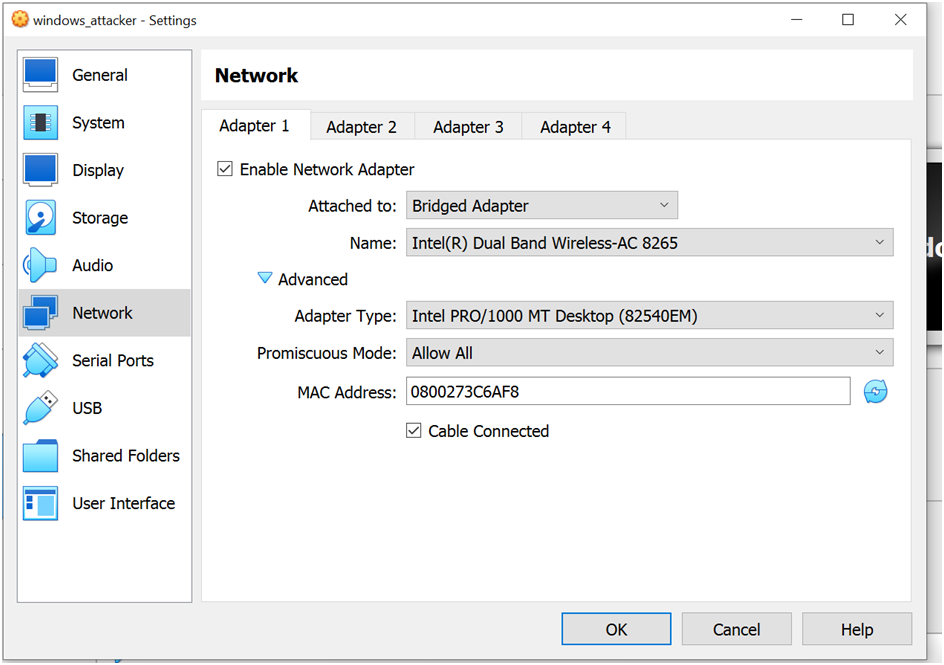 windows_attacker - Settings
General
System
Display
Storage
Audio
Network
Serial Ports
USB
Shared Folders
User Interface
Network
Adapter 1 Adapter 2 Adapter 3 Adapter 4
Enable Network Adapter
Attached to: Bridged Adapter
Name: Intel(R) Dual Band Wireless-AC 8265
Advanced
Adapter Type: Intel PRO/1000 MT Desktop (82540EM)
Promiscuous Mode: Allow All
MAC Address: 0800273C6AF8
Cable Connected
OK Cancel Help